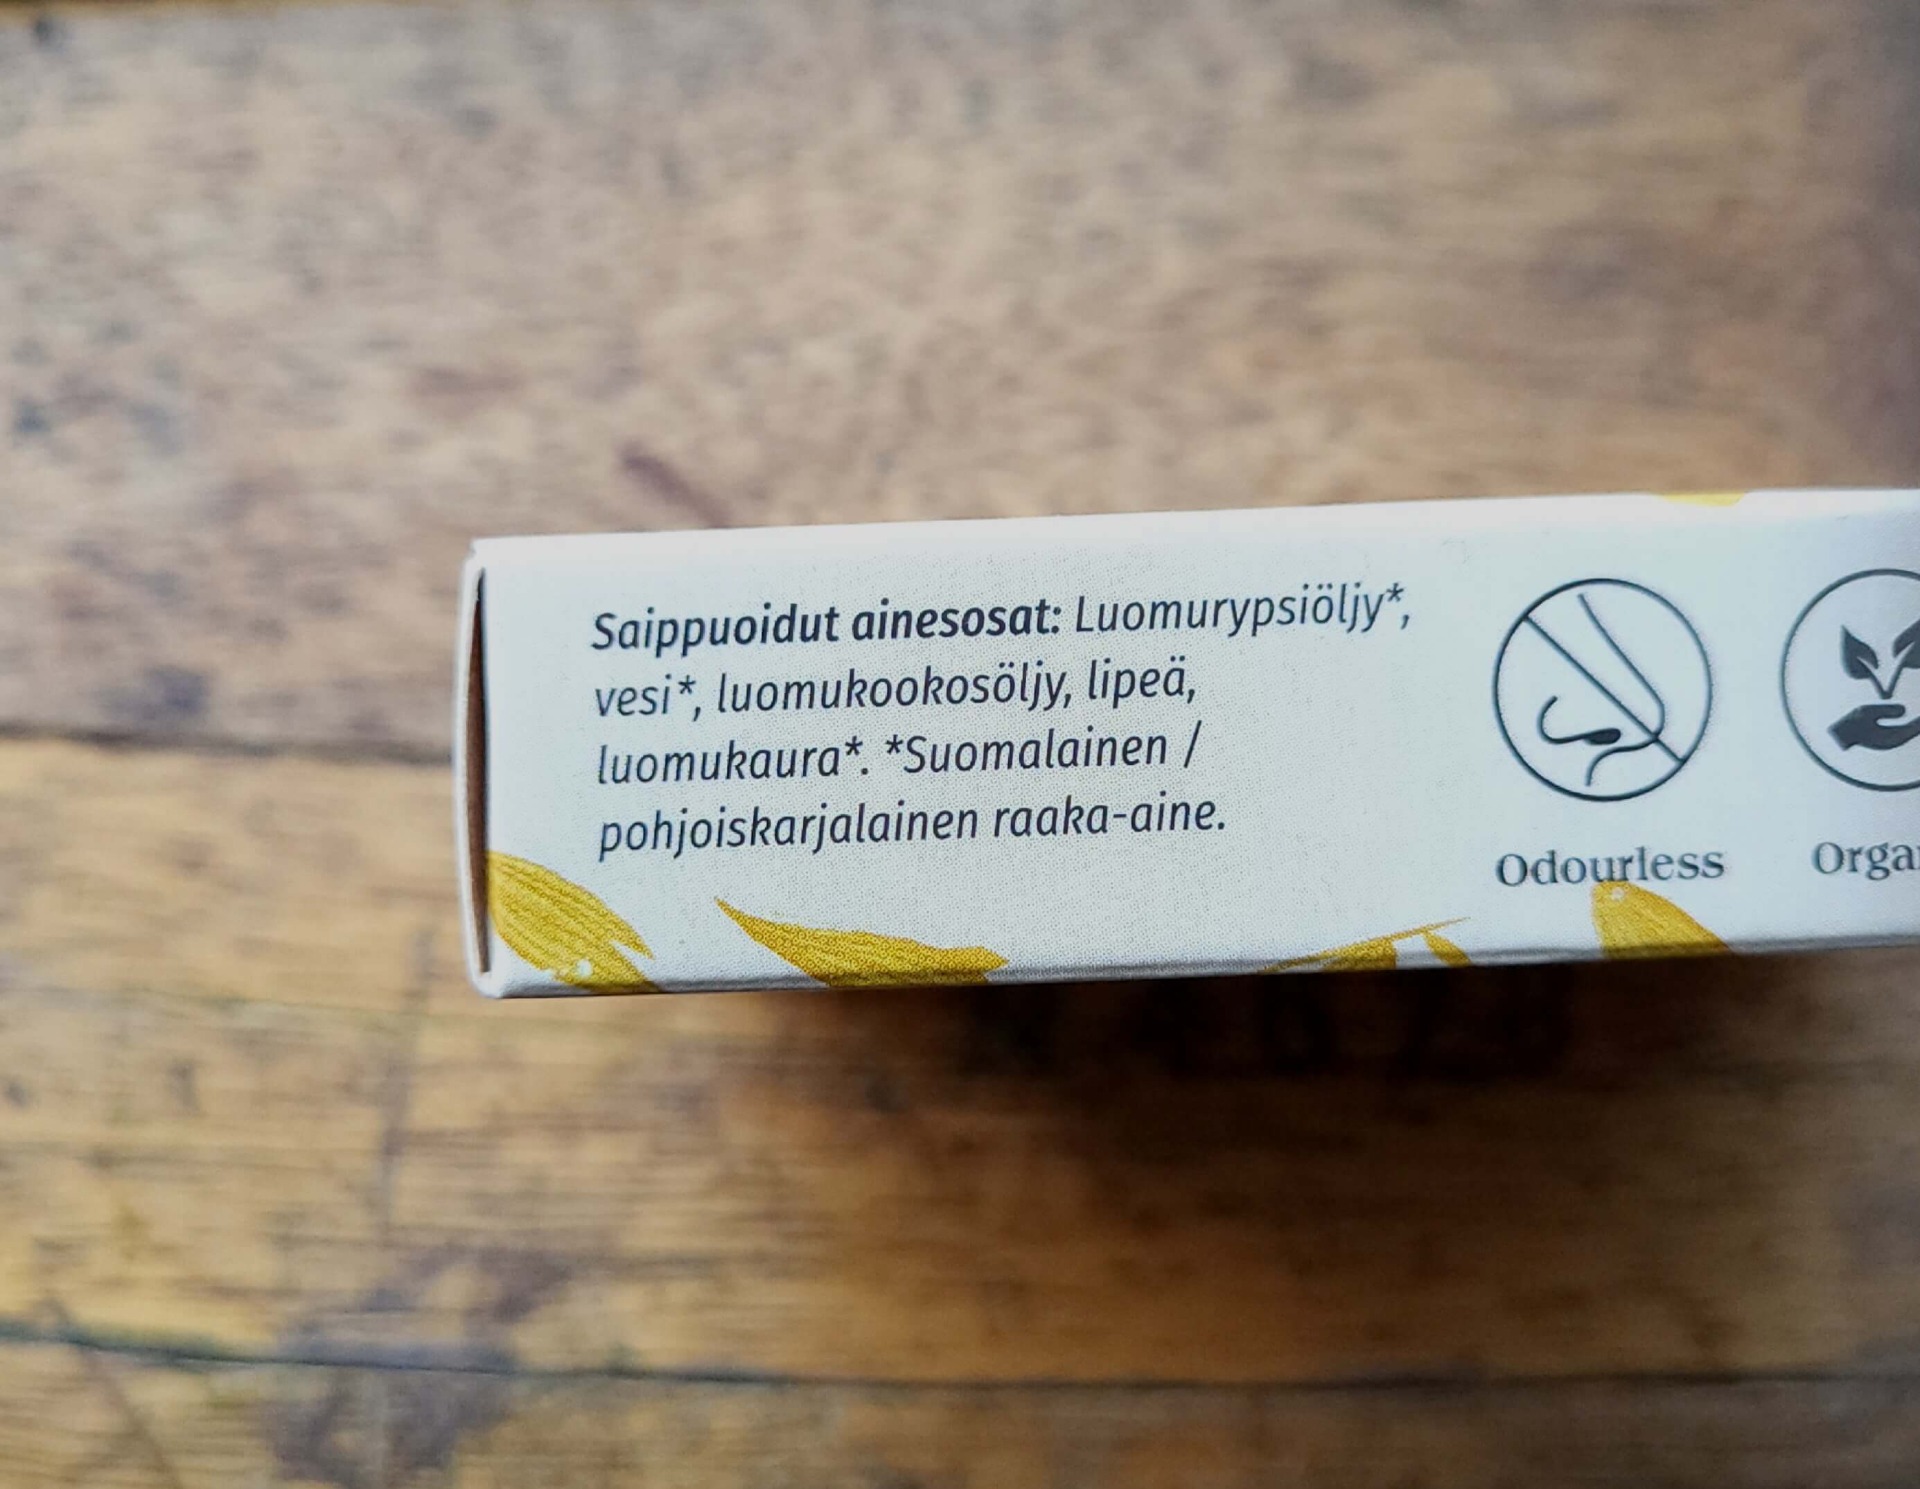 Saippuoidut ainesosat: Luomurypsiöljy*,
vesi*, luomukookosöljy, lipeä,
luomukaura*. *Suomalainen /
pohjoiskarjalainen raaka-aine.
Odourless